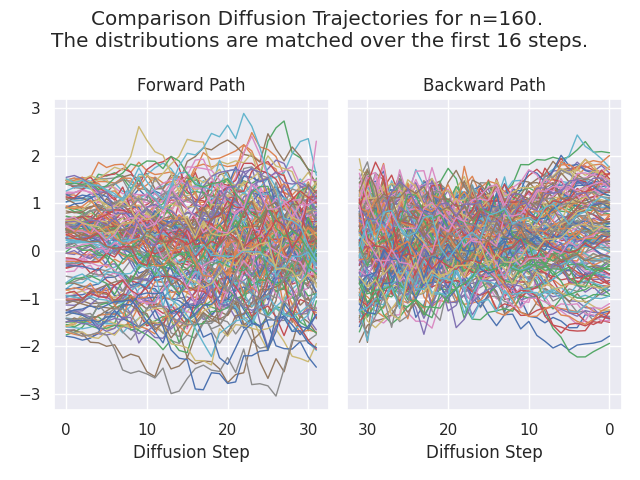 Comparison Diffusion Trajectories for n=160.
The distributions are matched over the first 16 steps.
Forward Path
Backward Path
3
2
1
0
−1
−2
−3
0 10 20 30
30 20 10 0
Diffusion Step
Diffusion Step